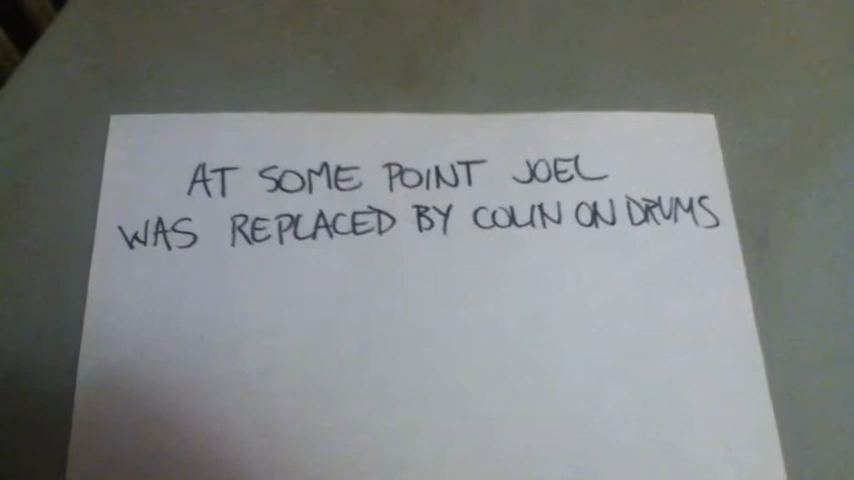 AT SOME POINT JOEL
WAS REPLACED BY COLIN ON DRUMS